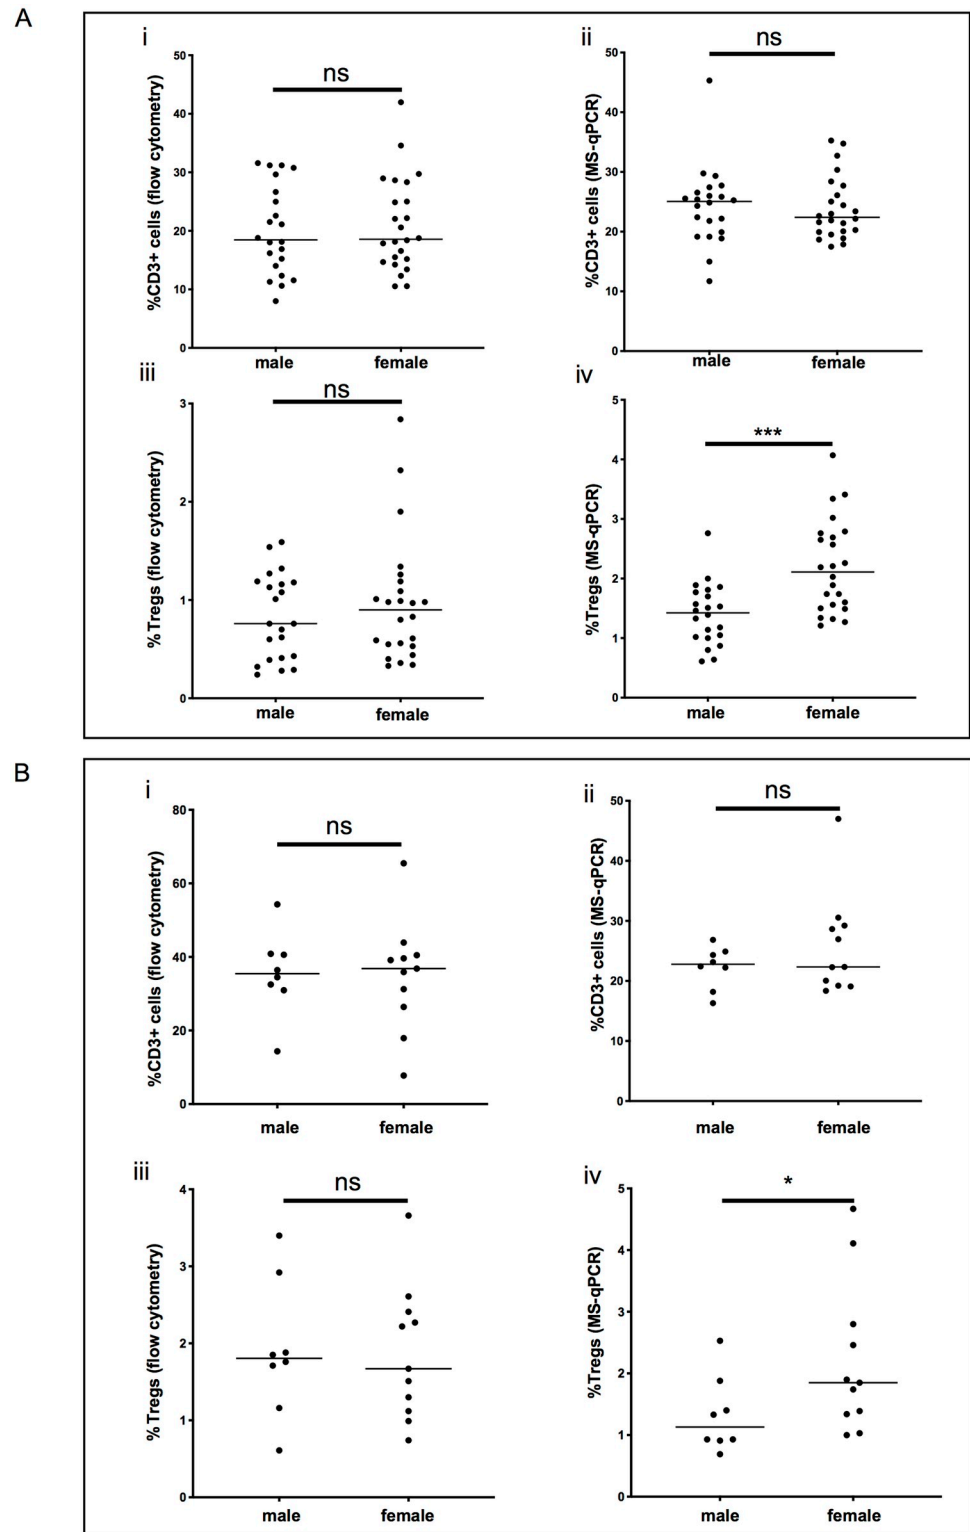 A
i
ns
%CD3+ cells (flow cytometry)
50
40
30
20
10
0
male
female
ii
ns
%CD3+ cells (MS-qPCR)
50
40
30
20
10
0
male
female
iii
ns
%Tregs (flow cytometry)
3
2
1
0
male
female
iv
***
%Tregs (MS-qPCR)
5
4
3
2
1
0
male
female
B
i
ns
%CD3+ cells (flow cytometry)
80
60
40
20
0
male
female
ii
ns
%CD3+ cells (MS-qPCR)
50
40
30
20
10
0
male
female
iii
ns
%Tregs (flow cytometry)
4
3
2
1
0
male
female
iv
*
%Tregs (MS-qPCR)
5
4
3
2
1
0
male
female